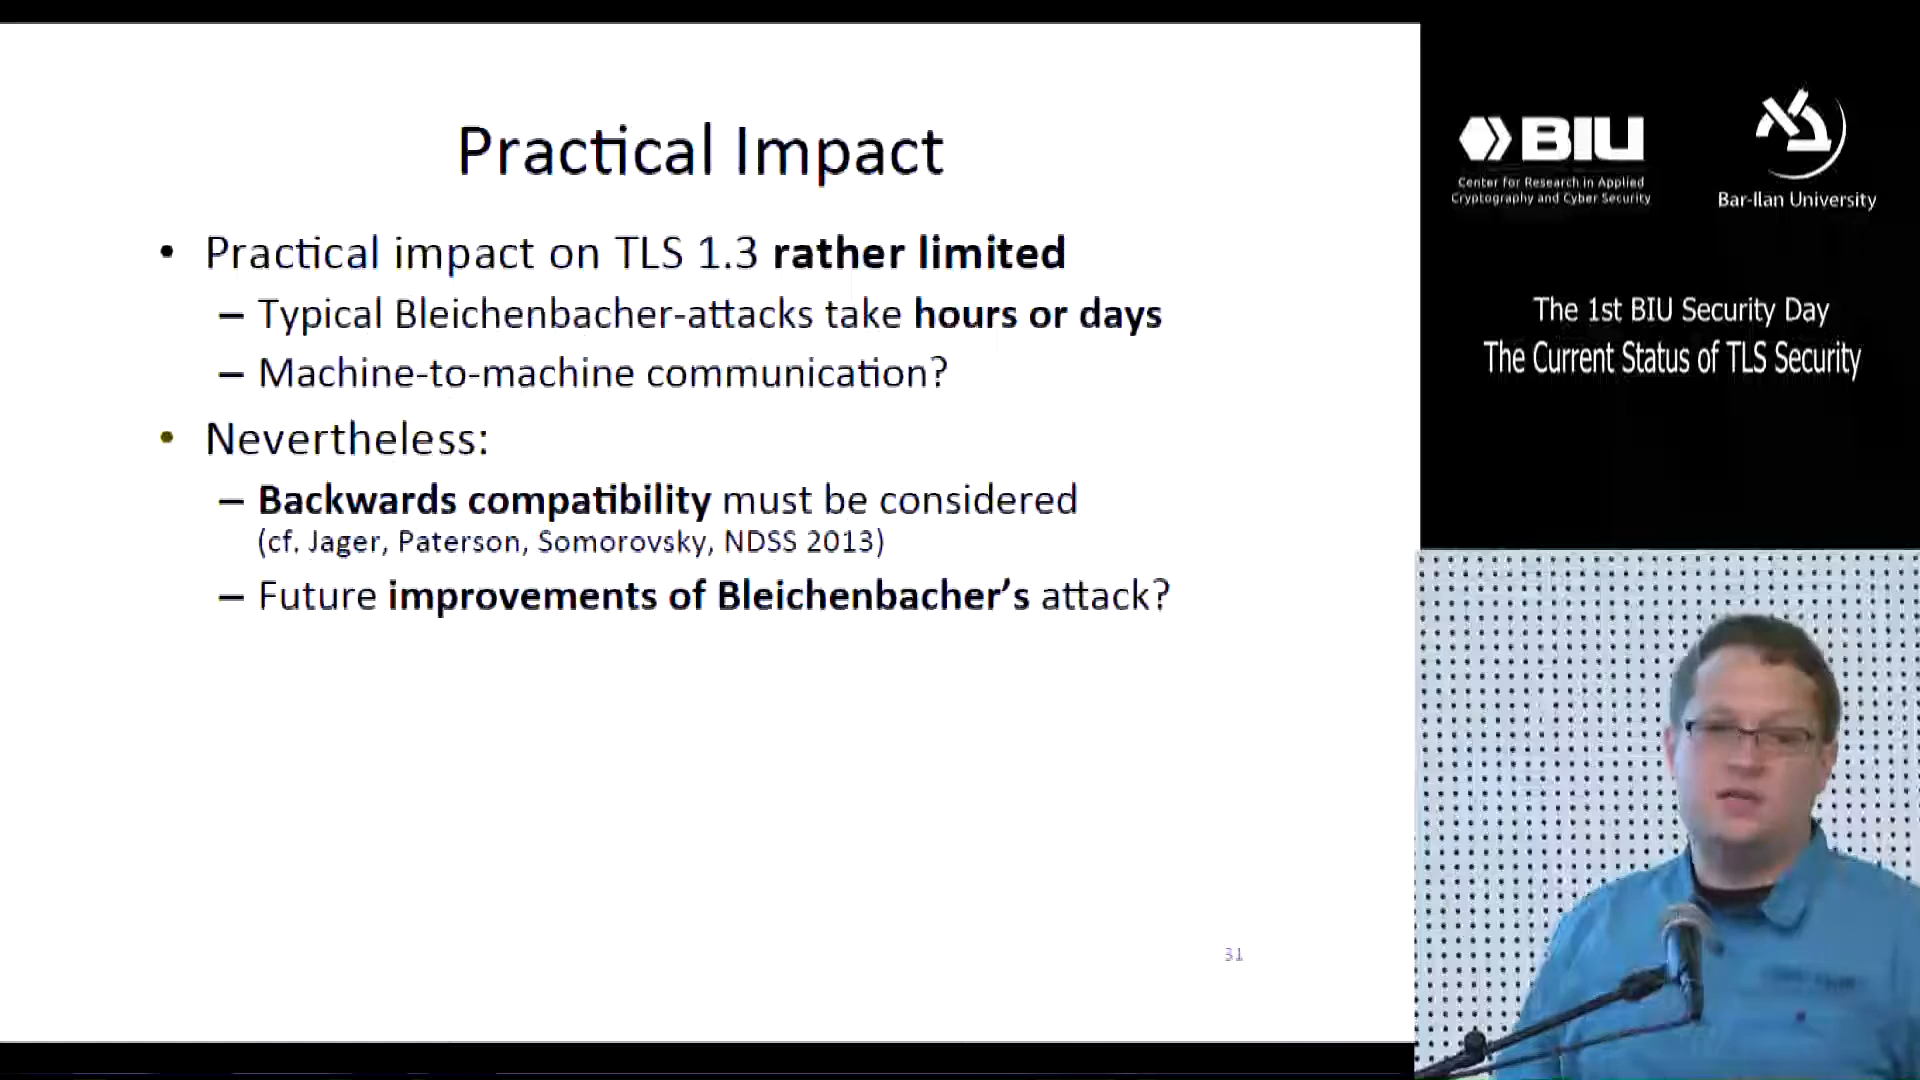 Practical Impact
• Practical impact on TLS 1.3 rather limited
– Typical Bleichenbacher-attacks take hours or days
– Machine-to-machine communication?
• Nevertheless:
– Backwards compatibility must be considered
(cf. Jager, Paterson, Somorovsky, NDSS 2013)
– Future improvements of Bleichenbacher’s attack?
31
BIU
Center for Research in Applied
Cryptography and Cyber Security
Bar-Ilan University
The 1st BIU Security Day
The Current Status of TLS Security